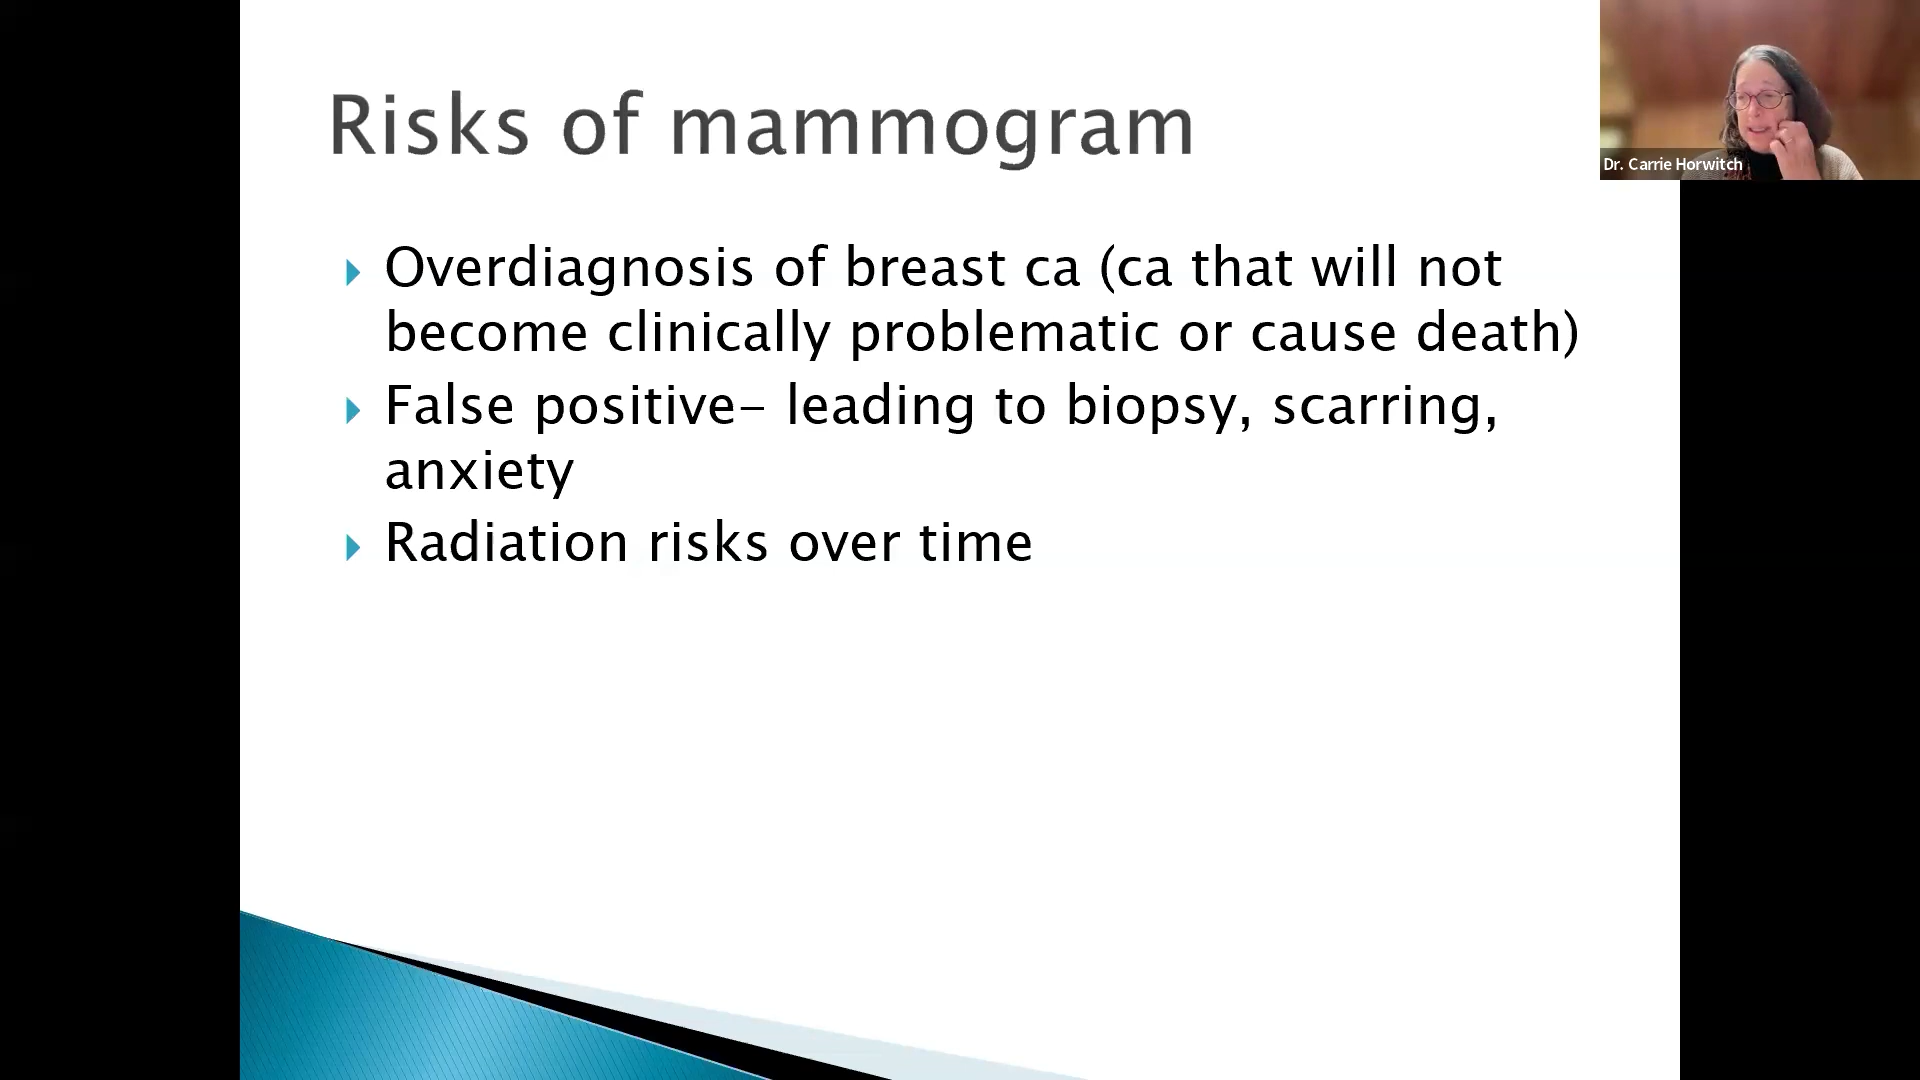 Risks of mammogram
Overdiagnosis of breast ca (ca that will not
become clinically problematic or cause death)
False positive– leading to biopsy, scarring,
anxiety
Radiation risks over time
Dr. Carrie Horwitch